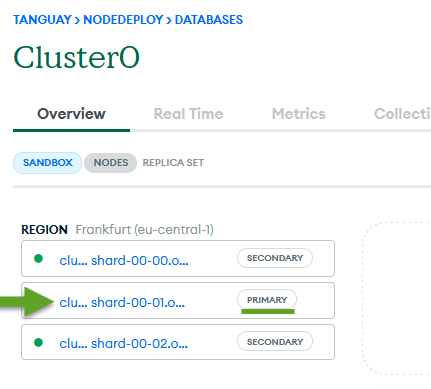 TANGUAY > NODEDEPLOY > DATABASES
Cluster0
Overview Real Time Metrics Collecti
SANDBOX NODES REPLICA SET
REGION Frankfurt (eu-central-1)
clu... shard-00-00.o... SECONDARY
clu... shard-00-01.o... PRIMARY
clu... shard-00-02.o... SECONDARY